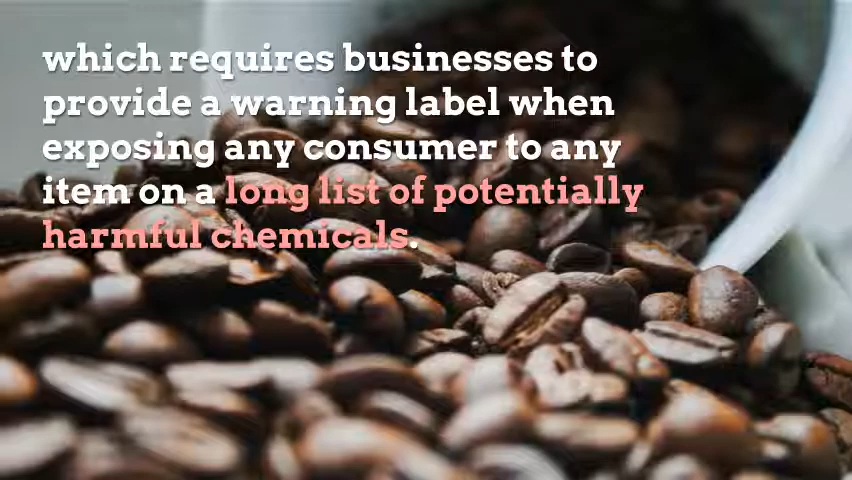 which requires businesses to
provide a warning label when
exposing any consumer to any
item on a long list of potentially
harmful chemicals.